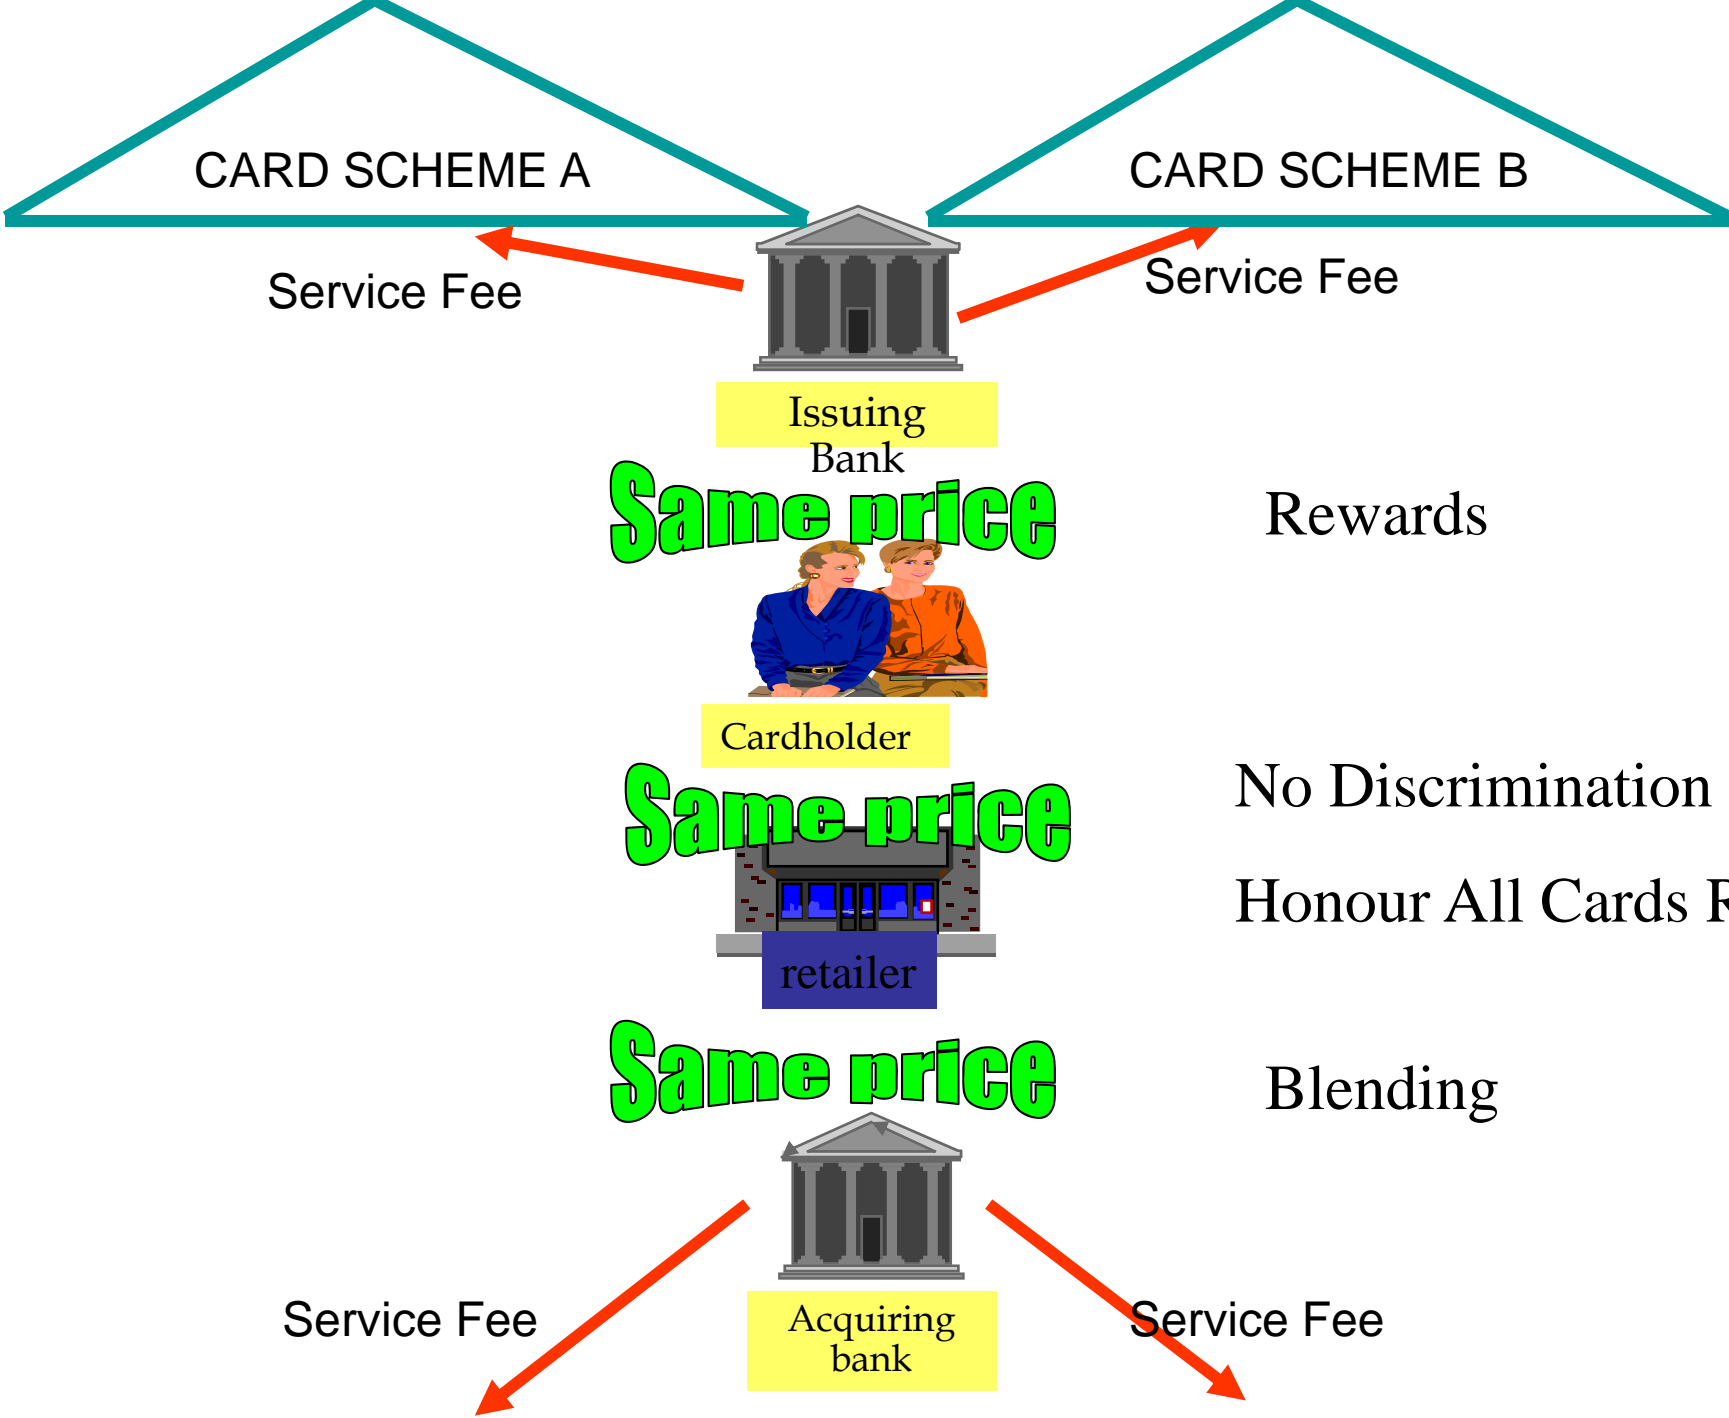 CARD SCHEME A
CARD SCHEME B
Service Fee
Service Fee
Issuing
Bank
Same price
Rewards
Cardholder
Same price
No Discrimination
Honour All Cards R
retailer
Same price
Blending
Service Fee
Service Fee
Acquiring
bank